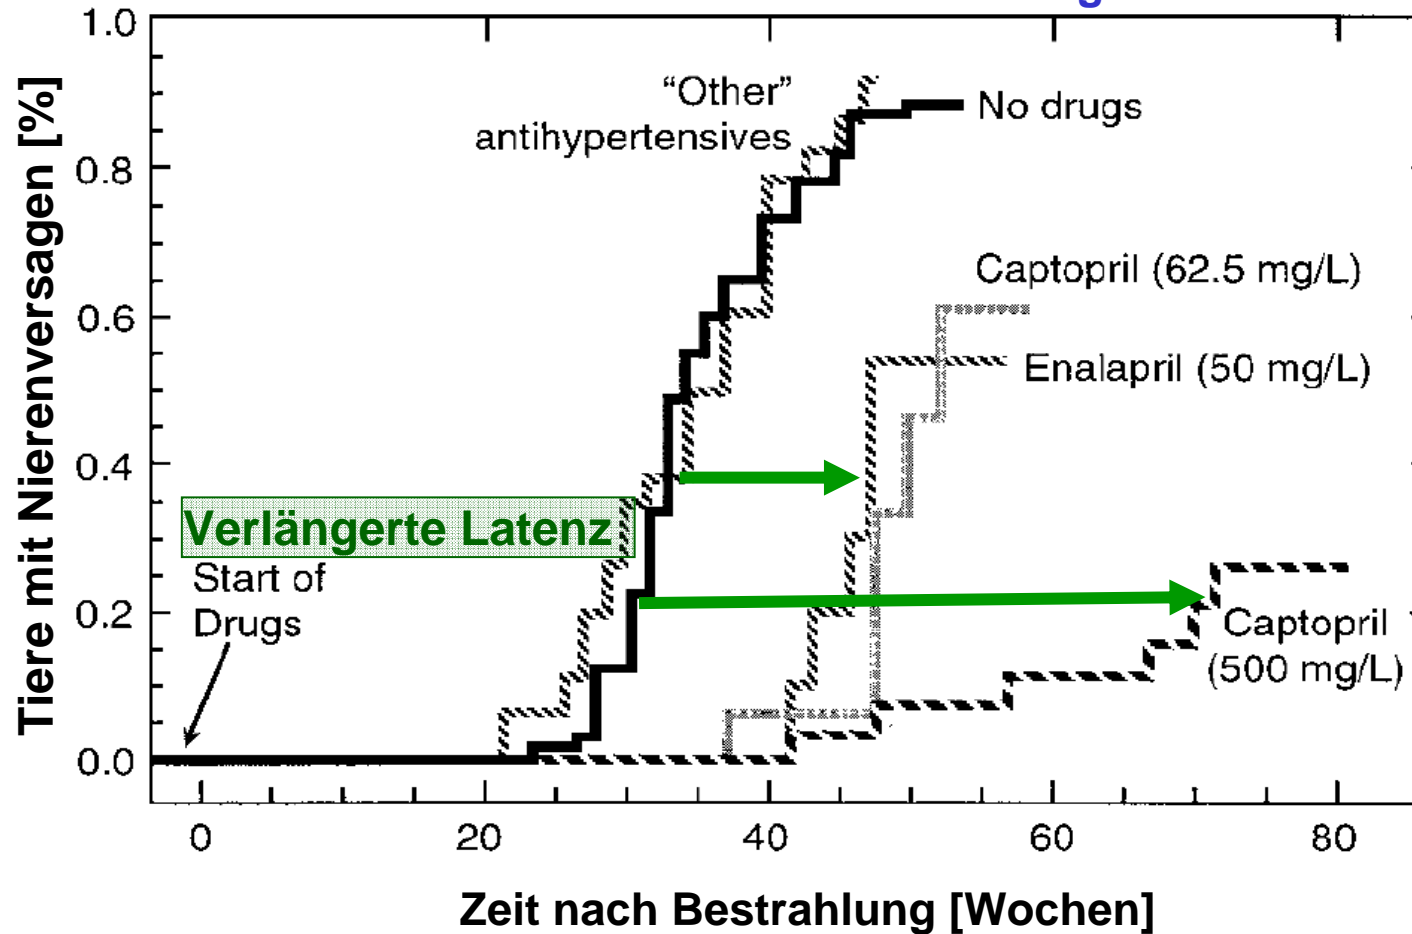 1.0
0.8
0.6
0.4
0.2
0.0
Tiere mit Nierenversagen [%]
“Other”
antihypertensives
No drugs
Captopril (62.5 mg/L)
Enalapril (50 mg/L)
Verlängerte Latenz
Start of
Drugs
Captopril
(500 mg/L)
0 20 40 60 80
Zeit nach Bestrahlung [Wochen]